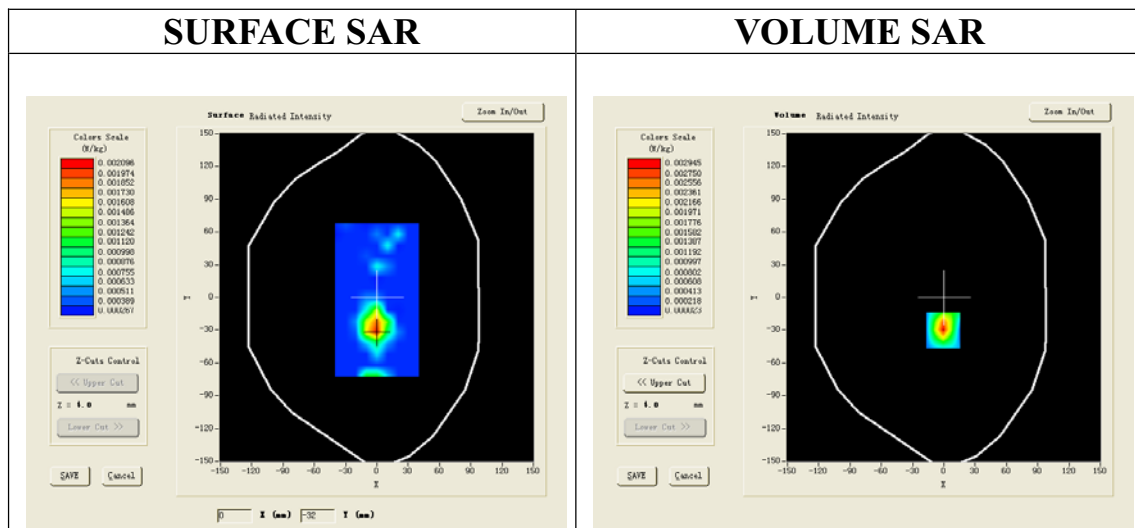 SURFACE SAR
VOLUME SAR
Surface Radiated Intensity
Zoom In/Out
Colors Scale
(W/kg)
0.002096
0.001974
0.001852
0.001730
0.001608
0.001486
0.001364
0.001242
0.001120
0.000998
0.000876
0.000755
0.000633
0.000511
0.000389
0.000267
150
120
90
60
30
0
-30
-60
-90
-120
-150
Y
-150 -120 -90 -60 -30 0 30 60 90 120 150
X
Z-Cuts Control
<< Upper Cut
Z = 4.0 mm
Lower Cut >>
SAVE
Cancel
0 X (mm) -32 Y (mm)
Volume Radiated Intensity
Zoom In/Out
Colors Scale
(W/kg)
0.002945
0.002750
0.002556
0.002361
0.002166
0.001971
0.001776
0.001582
0.001387
0.001192
0.000997
0.000802
0.000608
0.000413
0.000218
0.000023
150
120
90
60
30
0
-30
-60
-90
-120
-150
Y
-150 -120 -90 -60 -30 0 30 60 90 120 150
X
Z-Cuts Control
<< Upper Cut
Z = 4.0 mm
Lower Cut >>
SAVE
Cancel